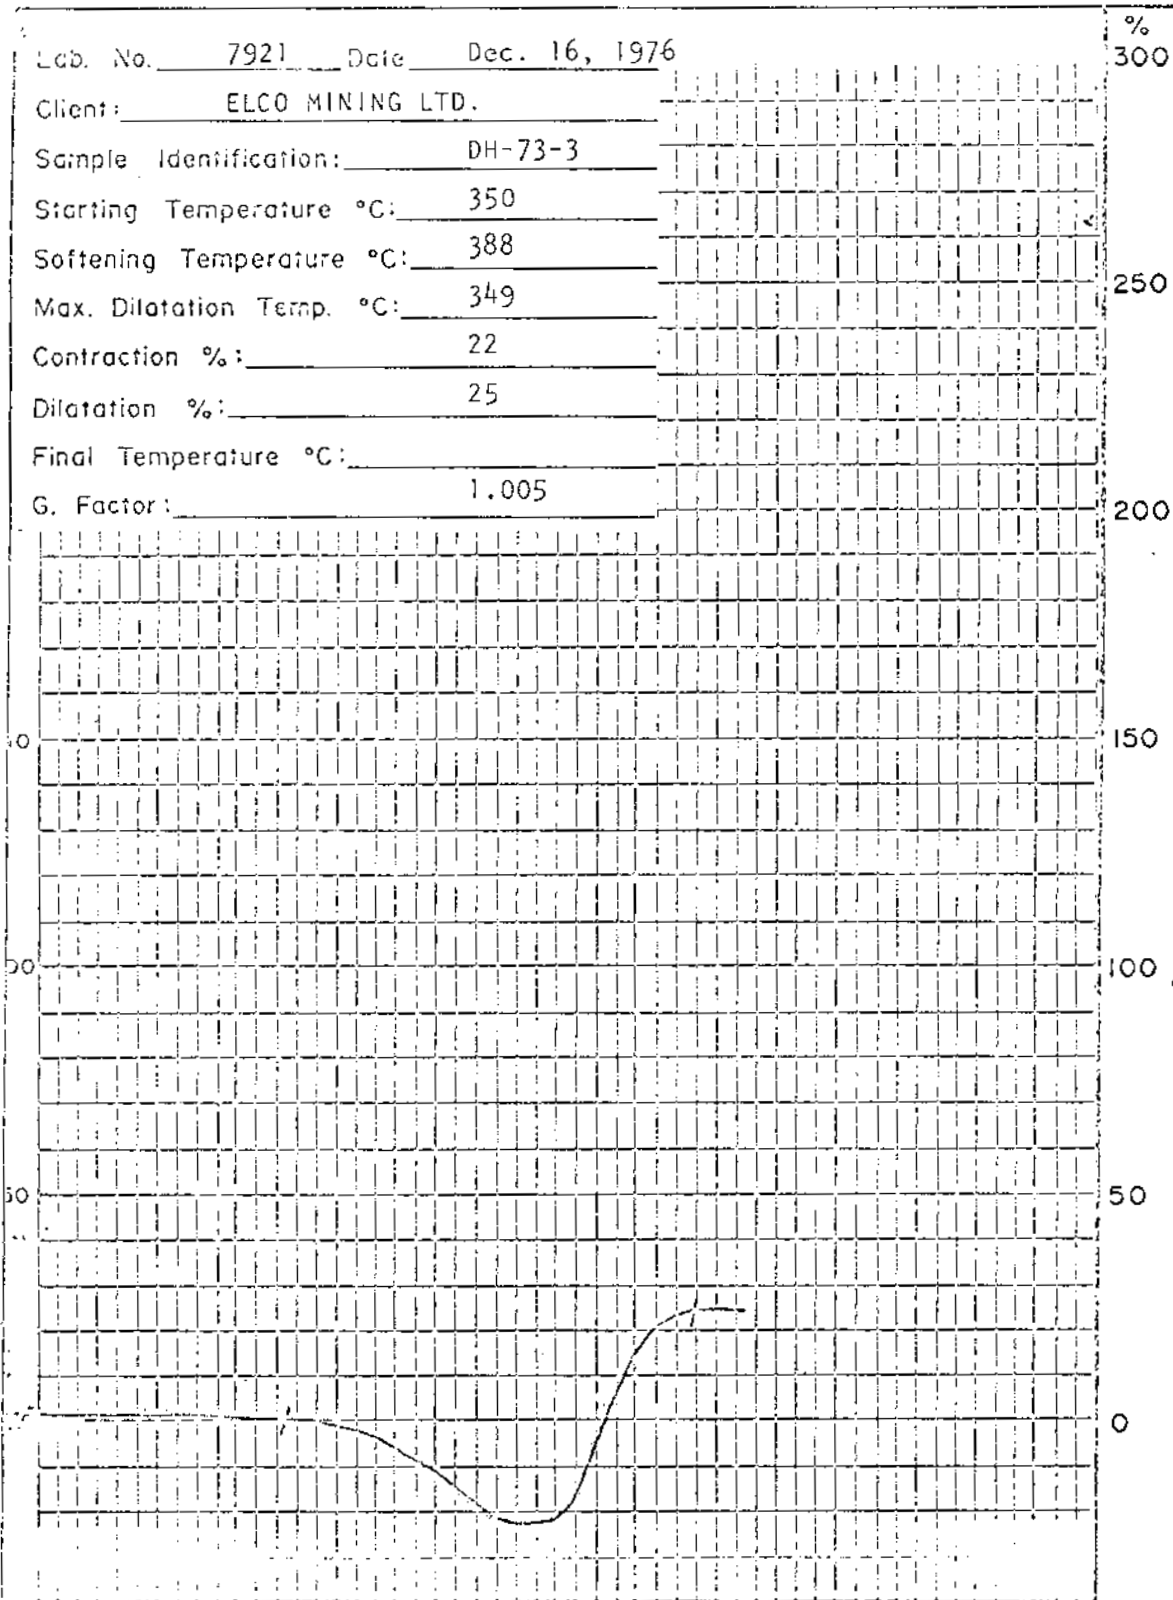 Lab. No. 7921 Date Dec. 16, 1976
Client: ELCO MINING LTD.
Sample Identification: DH-73-3
Starting Temperature °C: 350
Softening Temperature °C: 388
Max. Dilatation Temp. °C: 349
Contraction %: 22
Dilatation %: 25
Final Temperature °C:
G. Factor: 1.005
%
300
250
200
150
100
50
0